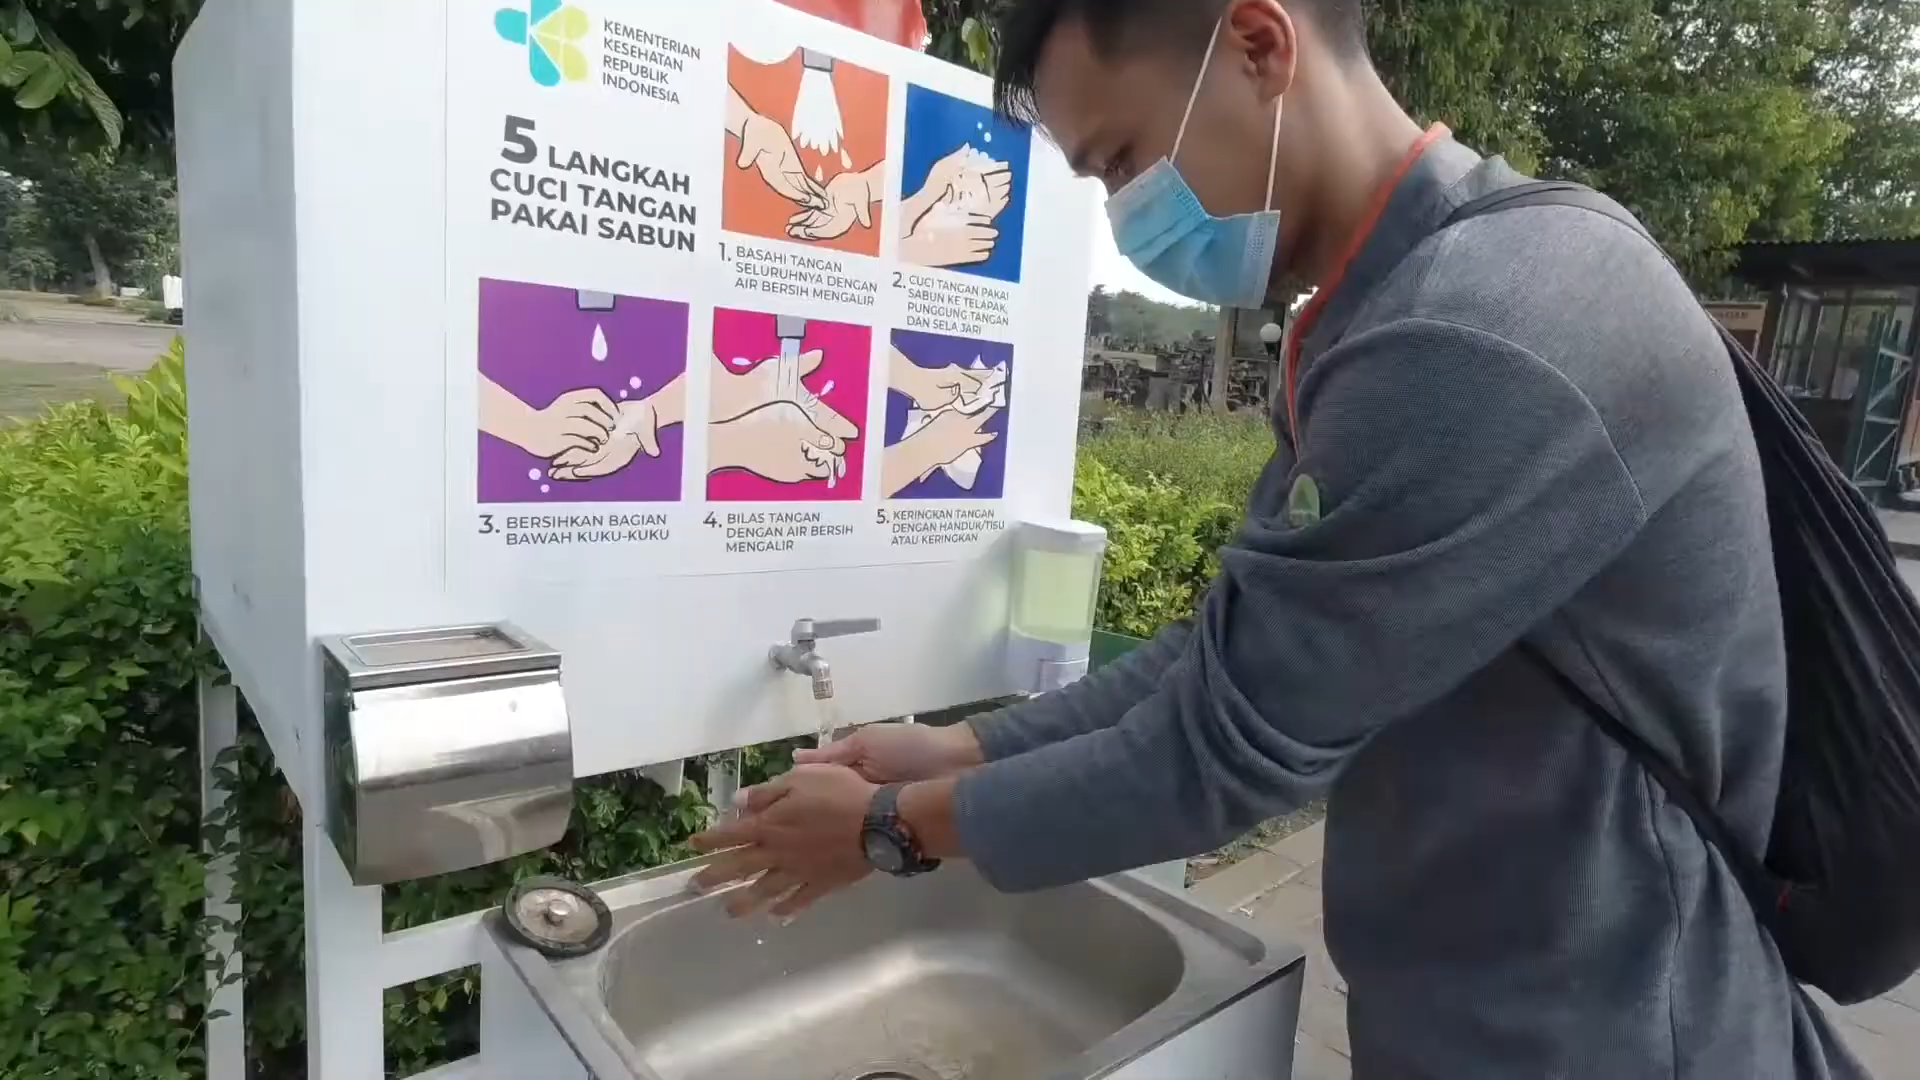 KEMENTERIAN
KESEHATAN
REPUBLIK
INDONESIA
5 LANGKAH
CUCI TANGAN
PAKAI SABUN
1. BASAHI TANGAN
SELURUHNYA DENGAN
AIR BERSIH MENGALIR
2. CUCI TANGAN PAKAI
SABUN KE TELAPAK,
PUNGGUNG TANGAN
DAN SELA JARI
3. BERSIHKAN BAGIAN
BAWAH KUKU-KUKU
4. BILAS TANGAN
DENGAN AIR BERSIH
MENGALIR
5. KERINGKAN TANGAN
DENGAN HANDUK/TISU
ATAU KERINGKAN